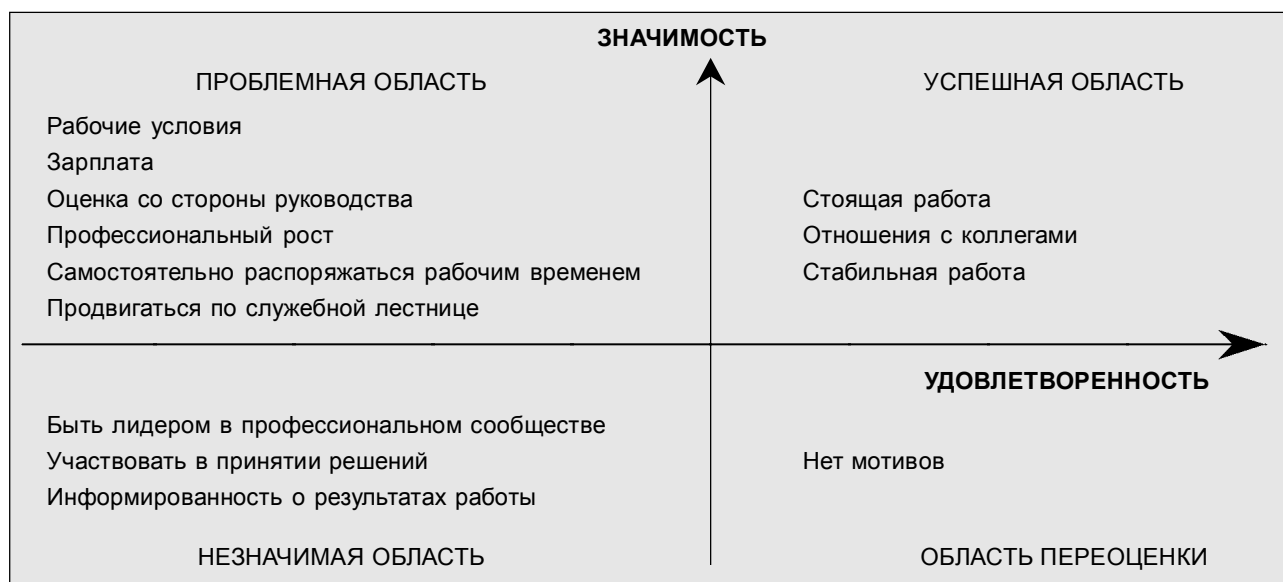 ЗНАЧИМОСТЬ
ПРОБЛЕМНАЯ ОБЛАСТЬ
Рабочие условия
Зарплата
Оценка со стороны руководства
Профессиональный рост
Самостоятельно распоряжаться рабочим временем
Продвигаться по служебной лестнице
УСПЕШНАЯ ОБЛАСТЬ
Стоящая работа
Отношения с коллегами
Стабильная работа
УДОВЛЕТВОРЕННОСТЬ
Быть лидером в профессиональном сообществе
Участвовать в принятии решений
Информированность о результатах работы
НЕЗНАЧИМАЯ ОБЛАСТЬ
Нет мотивов
ОБЛАСТЬ ПЕРЕОЦЕНКИ